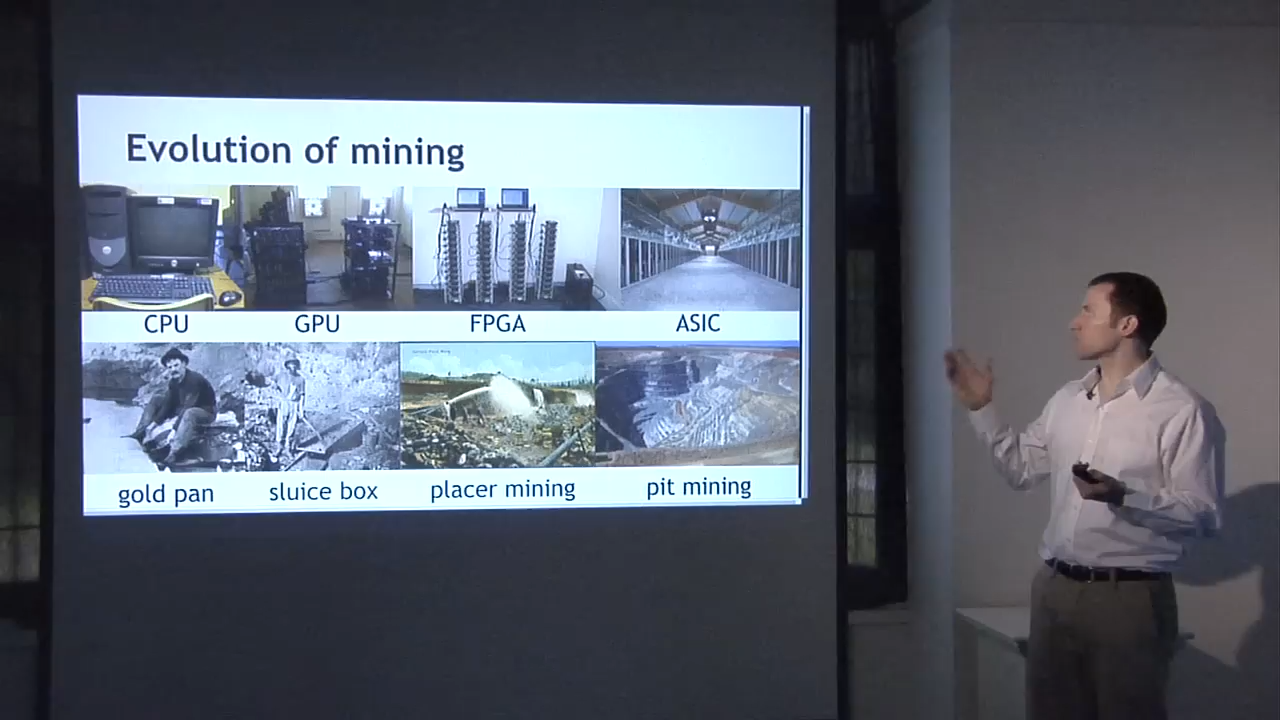 Evolution of mining
CPU
GPU
FPGA
ASIC
gold pan
sluice box
placer mining
pit mining